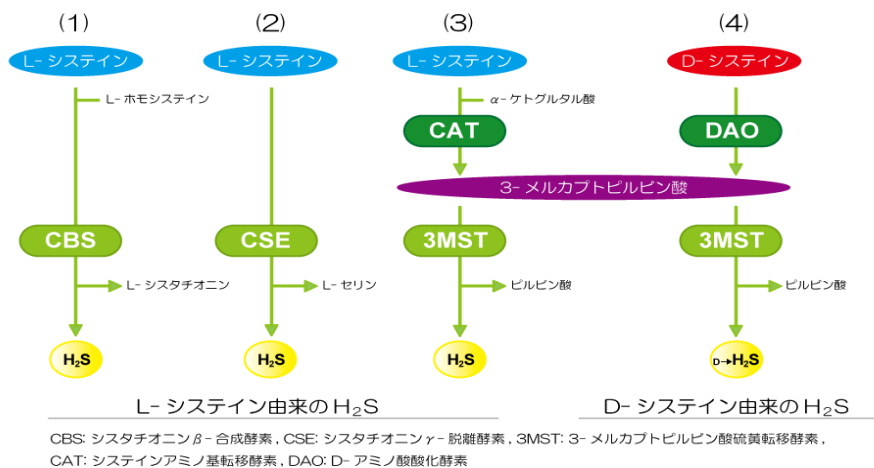 (1) (2) (3) (4)
L-システイン L-システイン L-システイン D-システイン
L-ホモシステイン α-ケトグルタル酸
CAT DAO
3-メルカプトピルビン酸
CBS CSE 3MST 3MST
L-シスタチオニン L-セリン ピルビン酸 ピルビン酸
H₂S H₂S H₂S D→H₂S
L-システイン由来のH₂S D-システイン由来のH₂S
CBS: シスタチオニンβ-合成酵素, CSE: シスタチオニンγ-脱離酵素, 3MST: 3-メルカプトピルビン酸硫黄転移酵素,
CAT: システインアミノ基転移酵素, DAO: D-アミノ酸酸化酵素